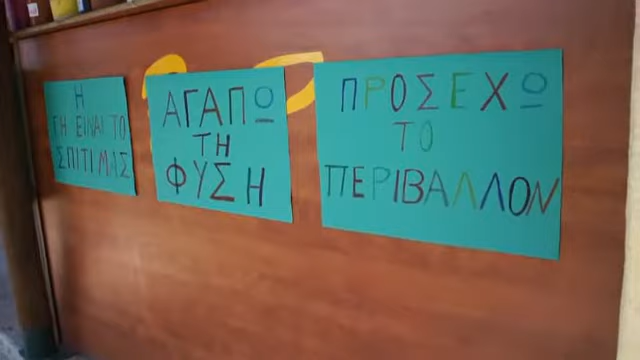 Η
ΓΗ ΕΙΝΑΙ ΤΟ
ΣΠΙΤΙ ΜΑΣ
ΑΓΑΠΩ
ΤΗ
ΦΥΣΗ
ΠΡΟΣΕΧΩ
ΤΟ
ΠΕΡΙΒΑΛΛΟΝ